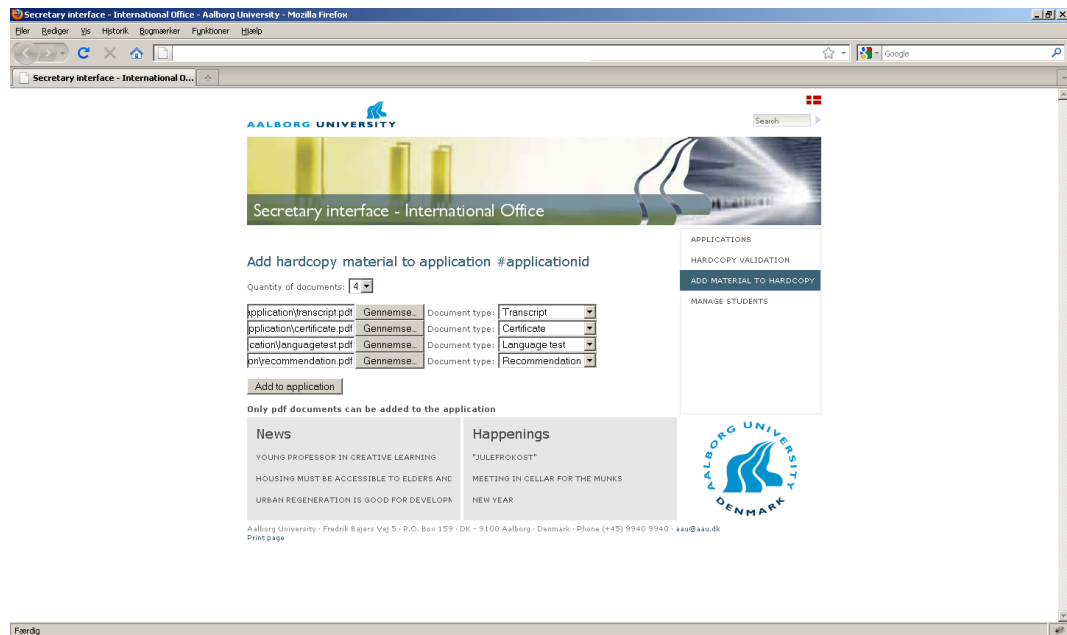 Secretary interface - International Office - Aalborg University - Mozilla Firefox
Filer Rediger Vis Historik Bogmærker Funktioner Hjælp
Google
Secretary interface - International O...
AALBORG UNIVERSITY
Search
Secretary interface - International Office
APPLICATIONS
HARDCOPY VALIDATION
ADD MATERIAL TO HARDCOPY
MANAGE STUDENTS
Add hardcopy material to application #applicationid
Quantity of documents: 4
application\transcript.pdf Gennemse... Document type: Transcript
pplication\certificate.pdf Gennemse... Document type: Certificate
cation\languagetest.pdf Gennemse... Document type: Language test
on\recommendation.pdf Gennemse... Document type: Recommendation
Add to application
Only pdf documents can be added to the application
News
YOUNG PROFESSOR IN CREATIVE LEARNING
HOUSING MUST BE ACCESSIBLE TO ELDERS AND
URBAN REGENERATION IS GOOD FOR DEVELOPM
Happenings
"JULEFROKOST"
MEETING IN CELLAR FOR THE MUNKS
NEW YEAR
AALBORG UNIVERSITY
DENMARK
Aalborg University · Fredrik Bajers Vej 5 · P.O. Box 159 · DK - 9100 Aalborg · Denmark · Phone (+45) 9940 9940 · aau@aau.dk
Print page
Færdig